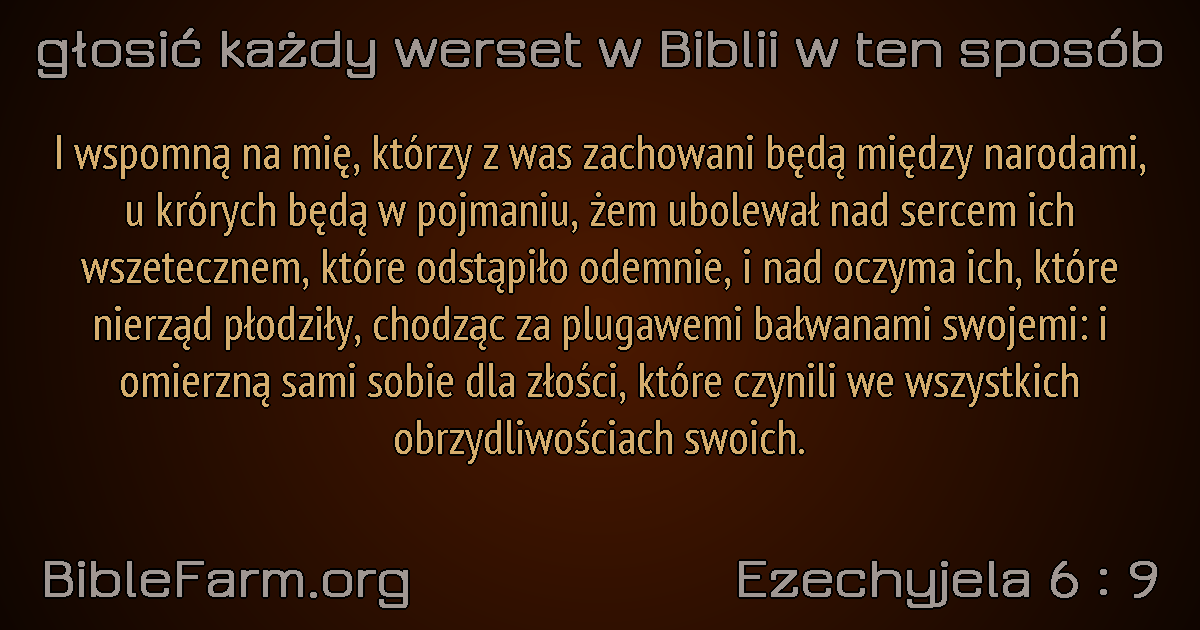 głosić każdy werset w Biblii w ten sposób
I wspomną na mię, którzy z was zachowani będą między narodami,
u krórych będą w pojmaniu, żem ubolewał nad sercem ich
wszetecznem, które odstąpiło odemnie, i nad oczyma ich, które
nierząd płodziły, chodząc za plugawemi bałwanami swojemi: i
omierzną sami sobie dla złości, które czynili we wszystkich
obrzydliwościach swoich.
BibleFarm.org
Ezechyjela 6 : 9